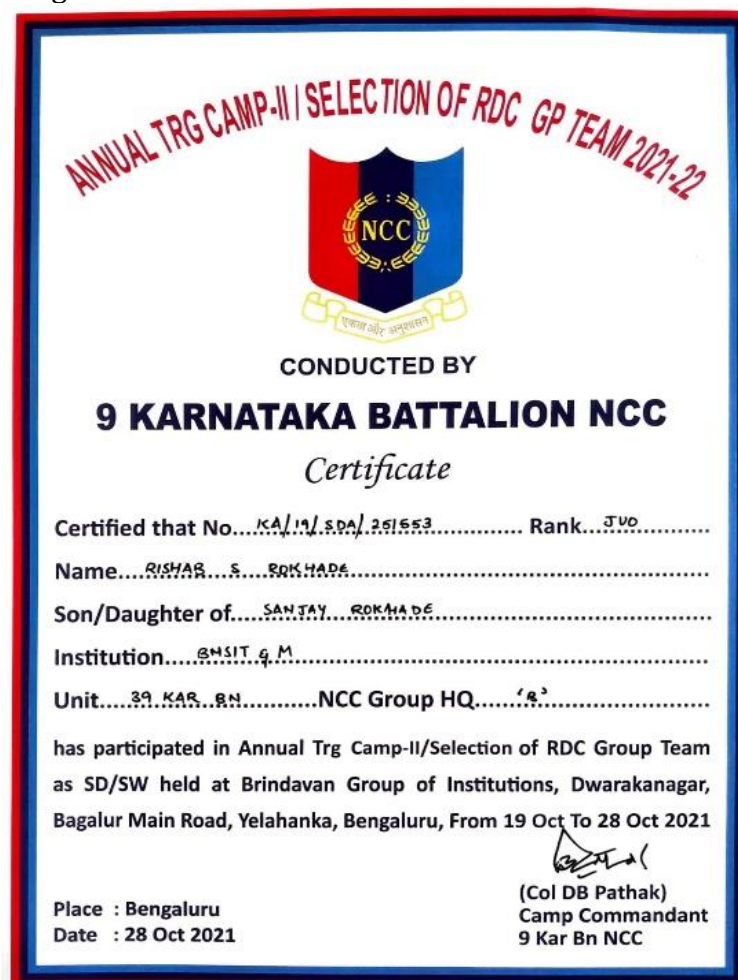 ANNUAL TRG CAMP-II / SELECTION OF RDC GP TEAM 2021-22
NCC
एकता और अनुशासन
CONDUCTED BY
9 KARNATAKA BATTALION NCC
Certificate
Certified that No....KA/19/SDA/251553................ Rank...JUO..........
Name....RISHAB S ROKHADE..........
Son/Daughter of.....SANJAY ROKHADE..........
Institution.....BMSIT & M..........
Unit.....39 KAR BN..........NCC Group HQ......'B'..........
has participated in Annual Trg Camp-II/Selection of RDC Group Team
as SD/SW held at Brindavan Group of Institutions, Dwarakanagar,
Bagalur Main Road, Yelahanka, Bengaluru, From 19 Oct To 28 Oct 2021
(Col DB Pathak)
Camp Commandant
9 Kar Bn NCC
Place : Bengaluru
Date : 28 Oct 2021